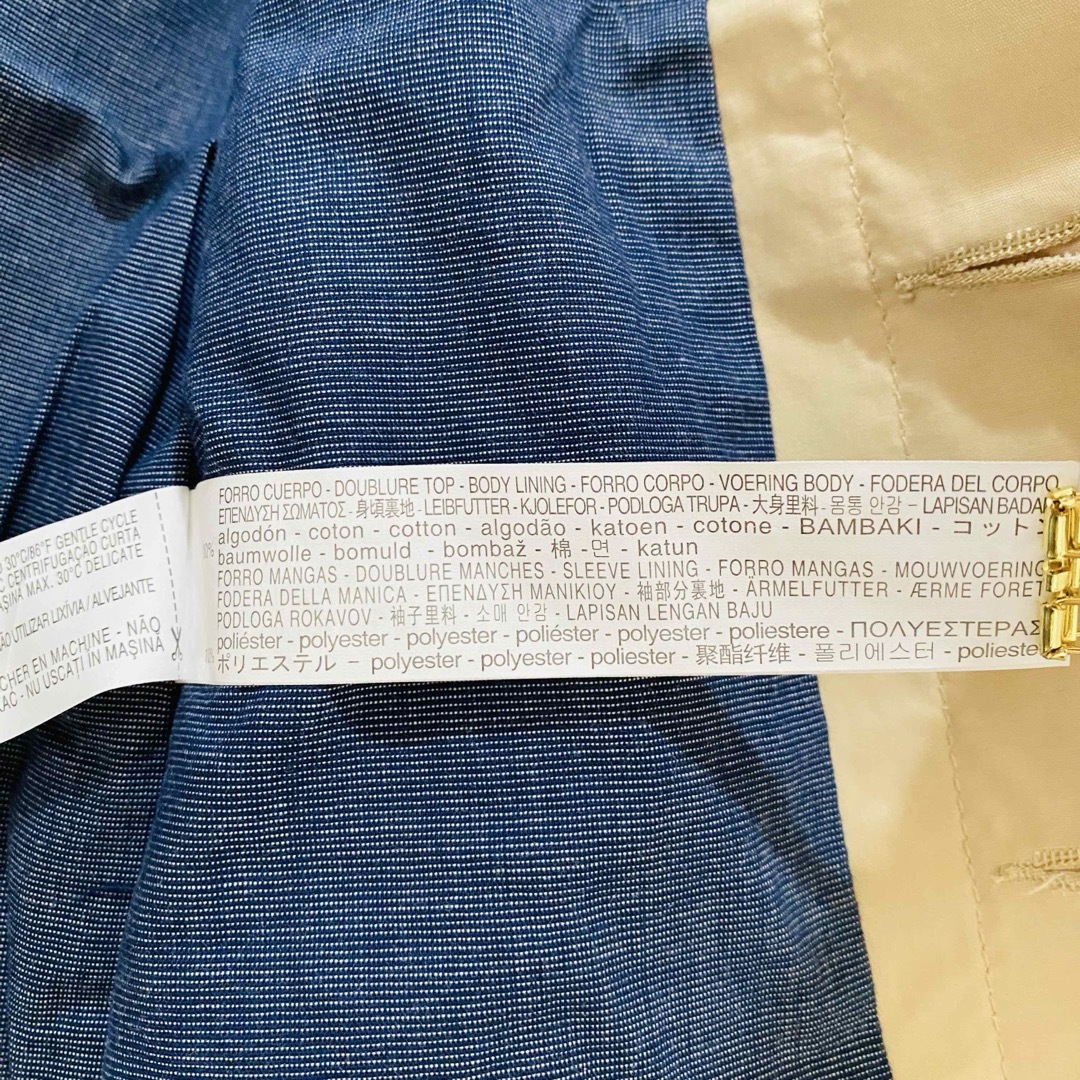 FORRO CUERPO - DOUBLURE TOP - BODY LINING - FORRO CORPO - VOERING BODY - FODERA DEL CORPO
ΕΠΕΝΔΥΣΗ ΣΩΜΑΤΟΣ - 身頃裏地 - LEIBFUTTER - KJOLEFOR - PODLOGA TRUPA - 大身里料 - 몸통 안감 - LAPISAN BADAN
algodón - coton - cotton - algodão - katoen - cotone - ΒΑΜΒΑΚΙ - コットン
baumwolle - bomuld - bombaž - 棉 - 면 - katun
FORRO MANGAS - DOUBLURE MANCHES - SLEEVE LINING - FORRO MANGAS - MOUWVOERING
FODERA DELLA MANICA - ΕΠΕΝΔΥΣΗ ΜΑΝΙΚΙΟΥ - 袖部分裏地 - ÄRMELFUTTER - ÆRME FORET
PODLOGA ROKAVOV - 袖子里料 - 소매 안감 - LAPISAN LENGAN BAJU
poliéster - polyester - polyester - poliéster - polyester - poliestere - ΠΟΛΥΕΣΤΕΡΑΣ
ポリエステル - polyester - polyester - poliester - 聚酯纤维 - 폴리에스터 - poliester
30°C/86°F GENTLE CYCLE
CENTRIFUGAÇÃO CURTA
MAX. 30°C DELICATE
UTILIZAR LIXÍVIA / ALVEJANTE
EN MACHINE - NÃO
- NU USCAȚI ÎN MAȘINA